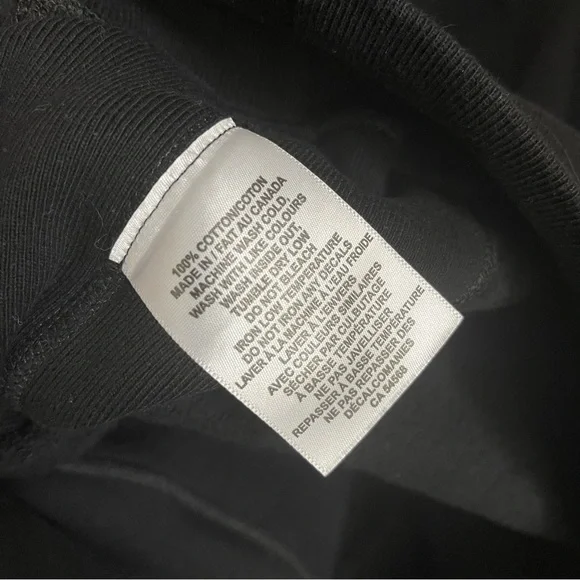 100% COTTON/COTON
MADE IN / FAIT AU CANADA
MACHINE WASH COLD,
WASH WITH LIKE COLOURS
WASH INSIDE OUT,
TUMBLE DRY LOW,
DO NOT BLEACH
IRON LOW TEMPERATURE
DO NOT IRON ANY DECALS
LAVER À LA MACHINE À L'EAU FROIDE
LAVER À L'ENVERS
AVEC COULEURS SIMILAIRES
SÉCHER PAR CULBUTAGE
À BASSE TEMPÉRATURE
NE PAS JAVELLISER
REPASSER À BASSE TEMPÉRATURE
NE PAS REPASSER DES
DÉCALCOMANIES
CA 54568